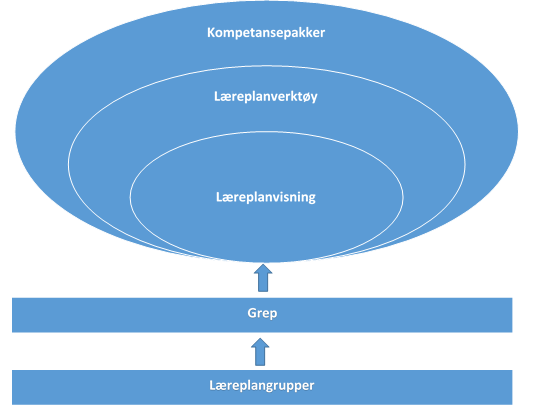 Kompetansepakker
Læreplanverktøy
Læreplanvisning
Grep
Læreplangrupper